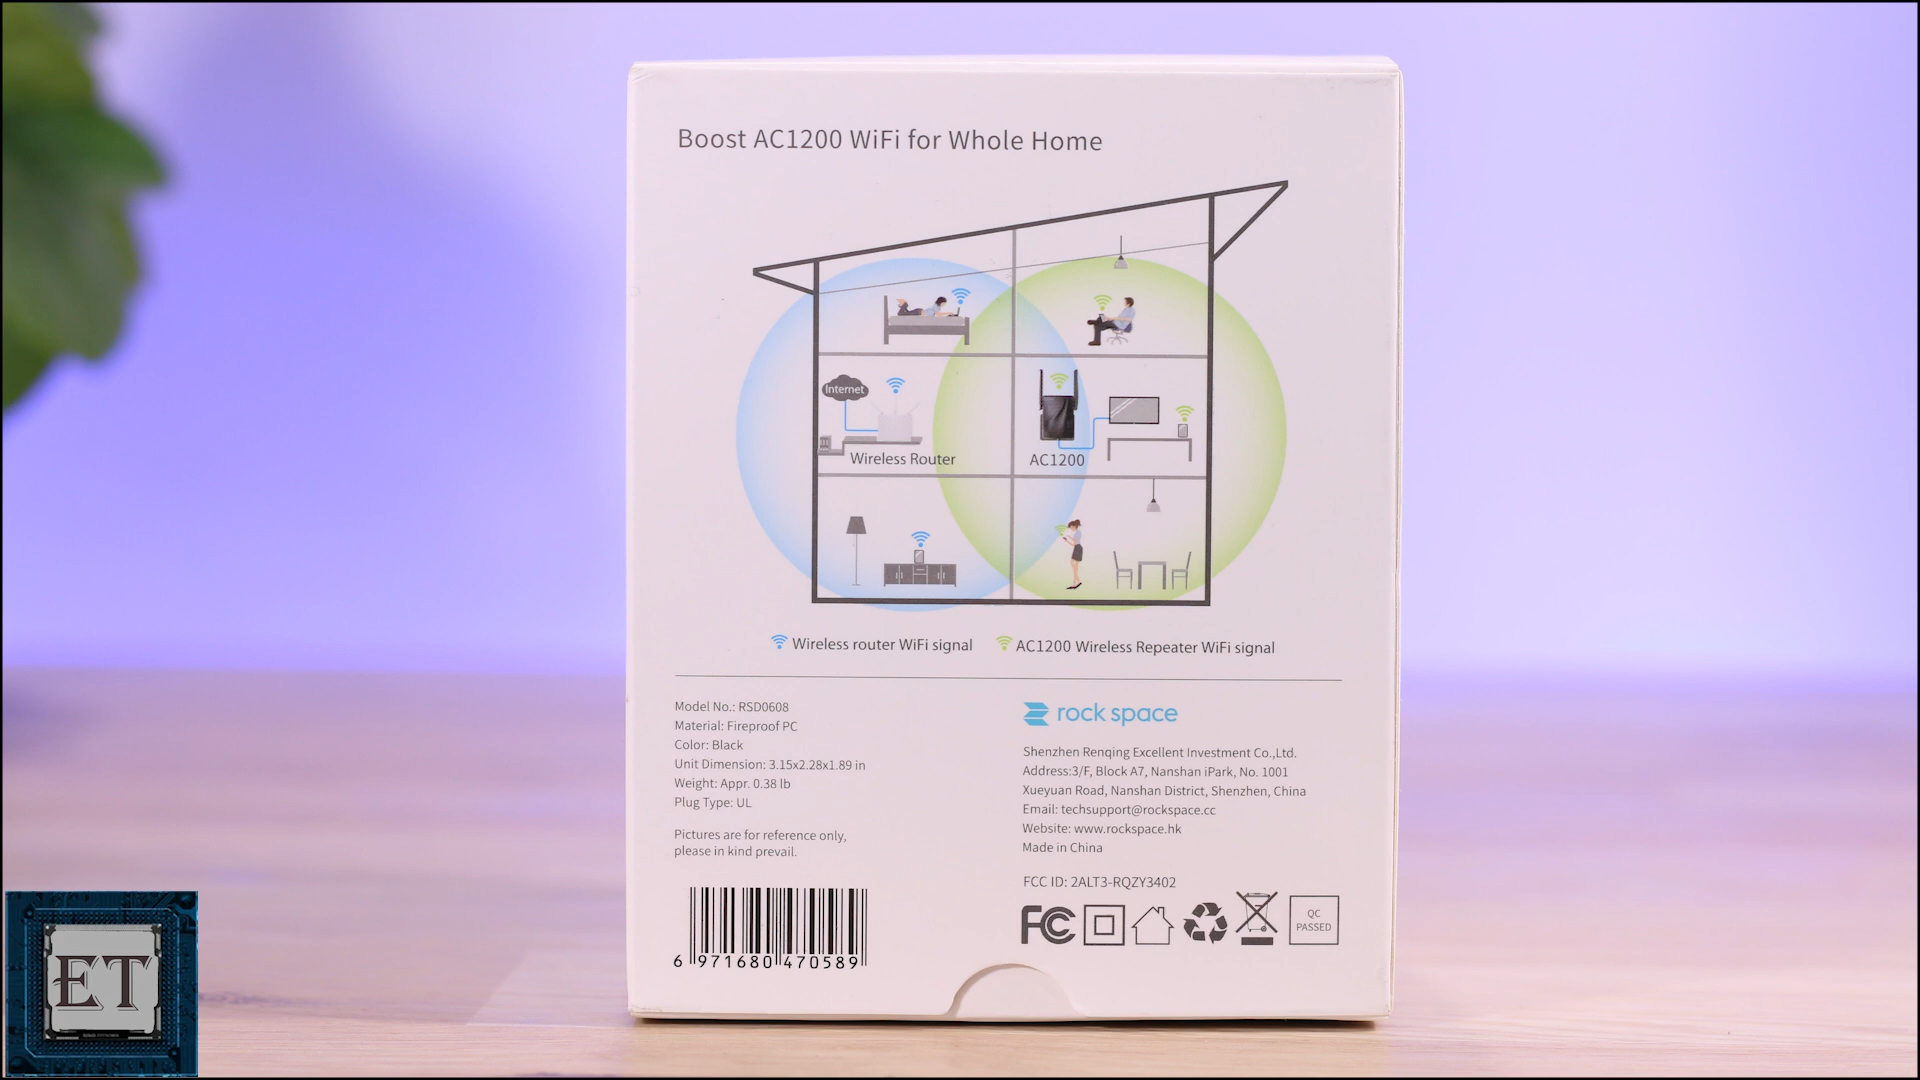 Boost AC1200 WiFi for Whole Home
Internet
Wireless Router
AC1200
Wireless router WiFi signal
AC1200 Wireless Repeater WiFi signal
Model No.: RSD0608
Material: Fireproof PC
Color: Black
Unit Dimension: 3.15x2.28x1.89 in
Weight: Appr. 0.38 lb
Plug Type: UL
Pictures are for reference only,
please in kind prevail.
6 971680 470589
rock space
Shenzhen Renqing Excellent Investment Co.,Ltd.
Address:3/F, Block A7, Nanshan iPark, No. 1001
Xueyuan Road, Nanshan District, Shenzhen, China
Email: techsupport@rockspace.cc
Website: www.rockspace.hk
Made in China
FCC ID: 2ALT3-RQZY3402
FC
QC
PASSED
ET